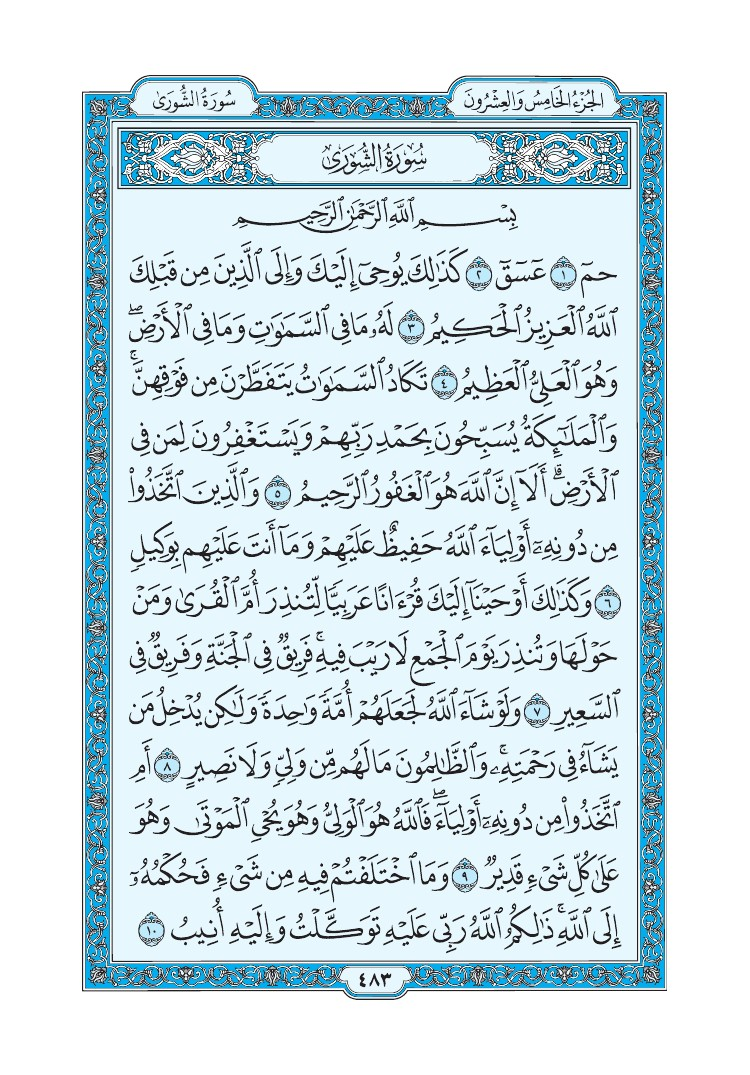 الجُزْءُ الخَامِسُ وَالعِشْرُونَ
سُورَةُ الشُّورَىٰ
سُورَةُ الشُّورَىٰ
بِسْمِ ٱللَّهِ ٱلرَّحْمَٰنِ ٱلرَّحِيمِ
حمٓ ١ عٓسٓقٓ ٢ كَذَٰلِكَ يُوحِىٓ إِلَيْكَ وَإِلَى ٱلَّذِينَ مِن قَبْلِكَ
ٱللَّهُ ٱلْعَزِيزُ ٱلْحَكِيمُ ٣ لَهُۥ مَا فِى ٱلسَّمَٰوَٰتِ وَمَا فِى ٱلْأَرْضِۖ
وَهُوَ ٱلْعَلِىُّ ٱلْعَظِيمُ ٤ تَكَادُ ٱلسَّمَٰوَٰتُ يَتَفَطَّرْنَ مِن فَوْقِهِنَّۚ
وَٱلْمَلَٰٓئِكَةُ يُسَبِّحُونَ بِحَمْدِ رَبِّهِمْ وَيَسْتَغْفِرُونَ لِمَن فِى
ٱلْأَرْضِۗ أَلَآ إِنَّ ٱللَّهَ هُوَ ٱلْغَفُورُ ٱلرَّحِيمُ ٥ وَٱلَّذِينَ ٱتَّخَذُوا۟
مِن دُونِهِۦٓ أَوْلِيَآءَ ٱللَّهُ حَفِيظٌ عَلَيْهِمْ وَمَآ أَنتَ عَلَيْهِم بِوَكِيلٍ
٦ وَكَذَٰلِكَ أَوْحَيْنَآ إِلَيْكَ قُرْءَانًا عَرَبِيًّا لِّتُنذِرَ أُمَّ ٱلْقُرَىٰ وَمَنْ
حَوْلَهَا وَتُنذِرَ يَوْمَ ٱلْجَمْعِ لَا رَيْبَ فِيهِۚ فَرِيقٌ فِى ٱلْجَنَّةِ وَفَرِيقٌ فِى
ٱلسَّعِيرِ ٧ وَلَوْ شَآءَ ٱللَّهُ لَجَعَلَهُمْ أُمَّةً وَٰحِدَةً وَلَٰكِن يُدْخِلُ مَن
يَشَآءُ فِى رَحْمَتِهِۦۚ وَٱلظَّٰلِمُونَ مَا لَهُم مِّن وَلِىٍّ وَلَا نَصِيرٍ ٨ أَمِ
ٱتَّخَذُوا۟ مِن دُونِهِۦٓ أَوْلِيَآءَۖ فَٱللَّهُ هُوَ ٱلْوَلِىُّ وَهُوَ يُحْىِ ٱلْمَوْتَىٰ وَهُوَ
عَلَىٰ كُلِّ شَىْءٍ قَدِيرٌ ٩ وَمَا ٱخْتَلَفْتُمْ فِيهِ مِن شَىْءٍ فَحُكْمُهُۥٓ
إِلَى ٱللَّهِۚ ذَٰلِكُمُ ٱللَّهُ رَبِّى عَلَيْهِ تَوَكَّلْتُ وَإِلَيْهِ أُنِيبُ ١٠
٤٨٣